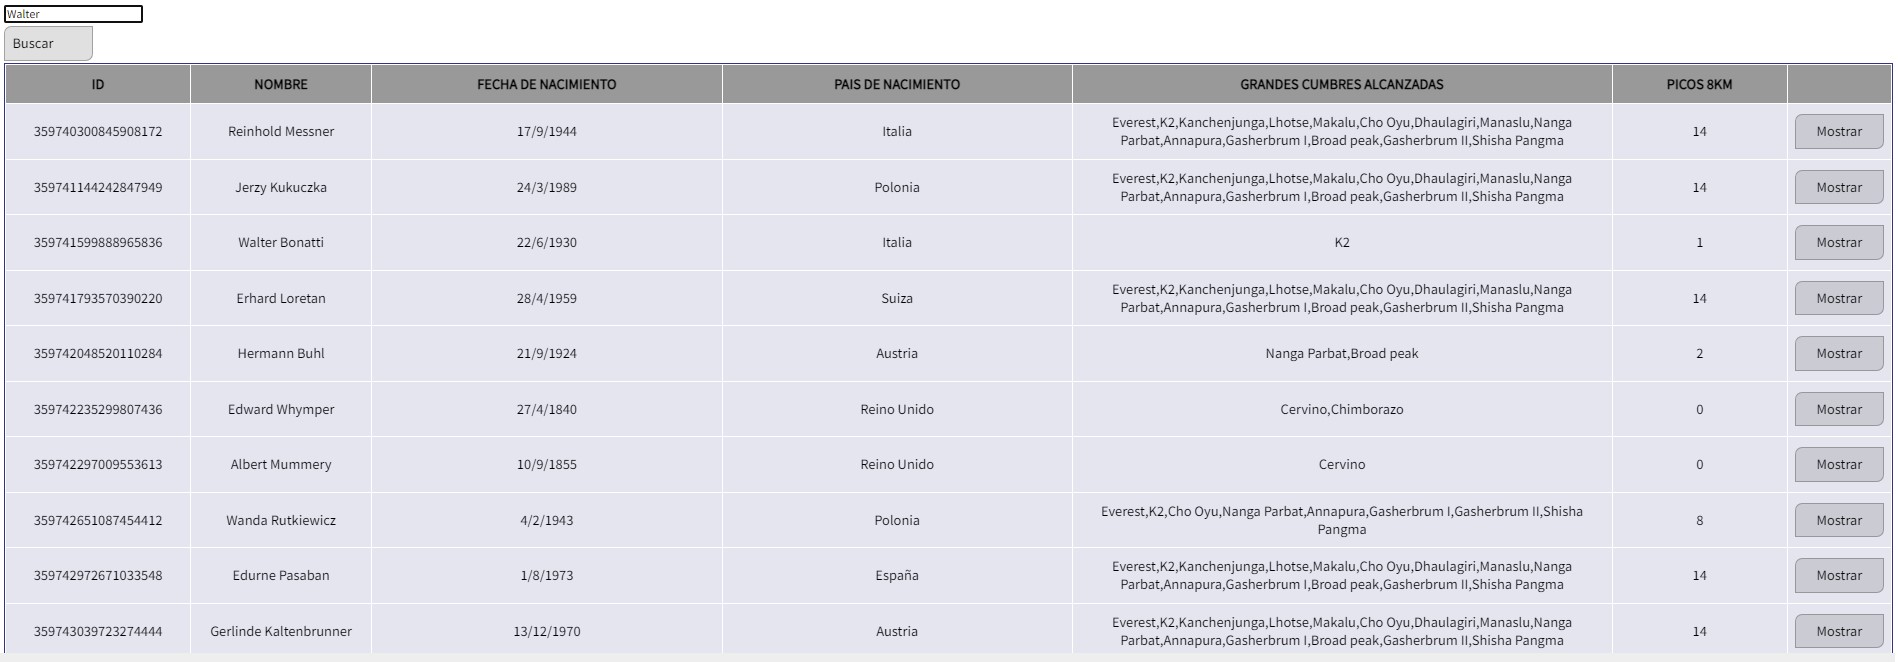 Walter
Buscar
ID NOMBRE FECHA DE NACIMIENTO PAIS DE NACIMIENTO GRANDES CUMBRES ALCANZADAS PICOS 8KM
359740300845908172 Reinhold Messner 17/9/1944 Italia Everest,K2,Kanchenjunga,Lhotse,Makalu,Cho Oyu,Dhaulagiri,Manaslu,Nanga
Parbat,Annapura,Gasherbrum I,Broad peak,Gasherbrum II,Shisha Pangma 14 Mostrar
359741144242847949 Jerzy Kukuczka 24/3/1989 Polonia Everest,K2,Kanchenjunga,Lhotse,Makalu,Cho Oyu,Dhaulagiri,Manaslu,Nanga
Parbat,Annapura,Gasherbrum I,Broad peak,Gasherbrum II,Shisha Pangma 14 Mostrar
359741599888965836 Walter Bonatti 22/6/1930 Italia K2 1 Mostrar
359741793570390220 Erhard Loretan 28/4/1959 Suiza Everest,K2,Kanchenjunga,Lhotse,Makalu,Cho Oyu,Dhaulagiri,Manaslu,Nanga
Parbat,Annapura,Gasherbrum I,Broad peak,Gasherbrum II,Shisha Pangma 14 Mostrar
359742048520110284 Hermann Buhl 21/9/1924 Austria Nanga Parbat,Broad peak 2 Mostrar
359742235299807436 Edward Whymper 27/4/1840 Reino Unido Cervino,Chimborazo 0 Mostrar
359742297009553613 Albert Mummery 10/9/1855 Reino Unido Cervino 0 Mostrar
359742651087454412 Wanda Rutkiewicz 4/2/1943 Polonia Everest,K2,Cho Oyu,Nanga Parbat,Annapura,Gasherbrum I,Gasherbrum II,Shisha
Pangma 8 Mostrar
359742972671033548 Edurne Pasaban 1/8/1973 España Everest,K2,Kanchenjunga,Lhotse,Makalu,Cho Oyu,Dhaulagiri,Manaslu,Nanga
Parbat,Annapura,Gasherbrum I,Broad peak,Gasherbrum II,Shisha Pangma 14 Mostrar
359743039723274444 Gerlinde Kaltenbrunner 13/12/1970 Austria Everest,K2,Kanchenjunga,Lhotse,Makalu,Cho Oyu,Dhaulagiri,Manaslu,Nanga
Parbat,Annapura,Gasherbrum I,Broad peak,Gasherbrum II,Shisha Pangma 14 Mostrar